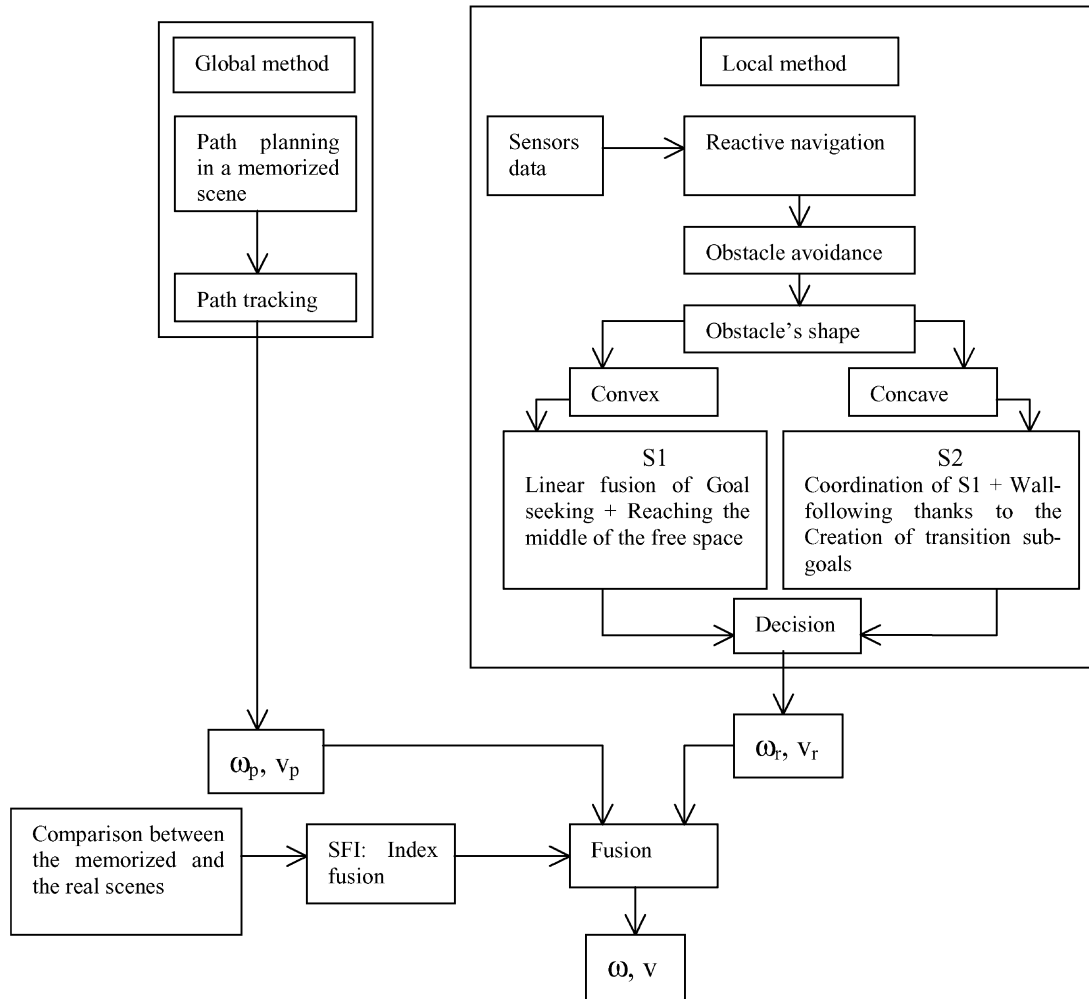 Global method
Path planning
in a memorized
scene
Path tracking
Local method
Sensors
data
Reactive navigation
Obstacle avoidance
Obstacle's shape
Convex
Concave
S1
Linear fusion of Goal
seeking + Reaching the
middle of the free space
S2
Coordination of S1 + Wall-
following thanks to the
Creation of transition sub-
goals
Decision
ωp, vp
ωr, vr
Comparison between
the memorized and
the real scenes
SFI: Index
fusion
Fusion
ω, v